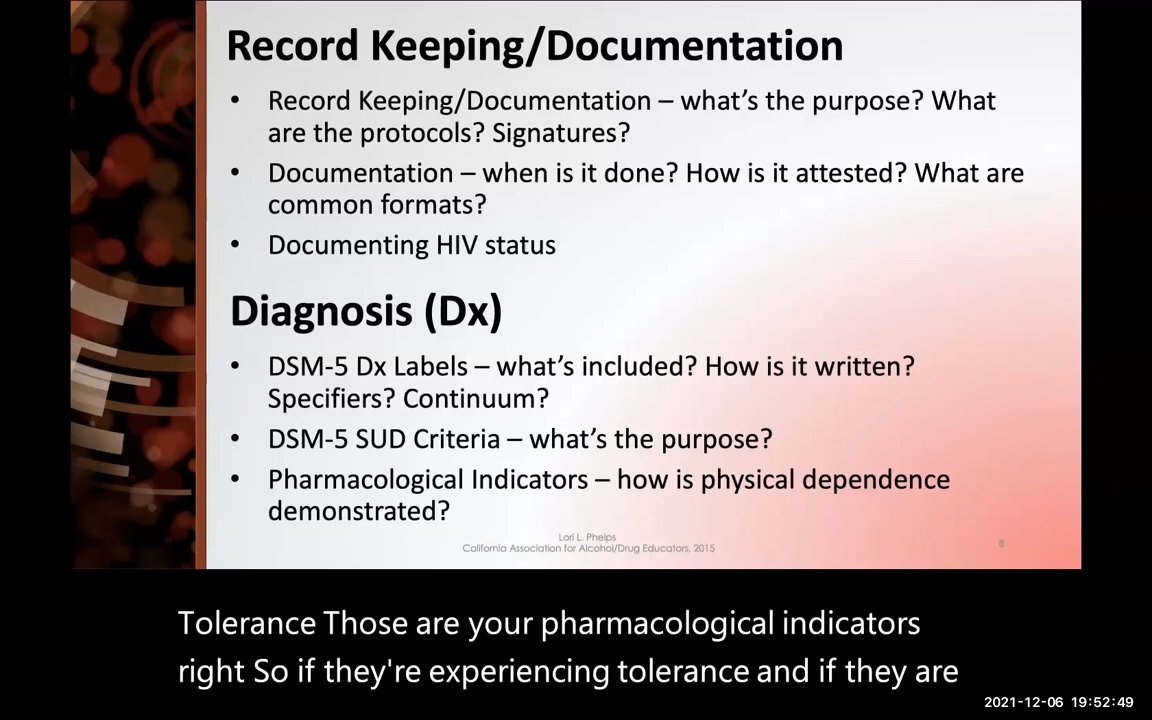 Record Keeping/Documentation
• Record Keeping/Documentation – what's the purpose? What
are the protocols? Signatures?
• Documentation – when is it done? How is it attested? What are
common formats?
• Documenting HIV status
Diagnosis (Dx)
• DSM-5 Dx Labels – what's included? How is it written?
Specifiers? Continuum?
• DSM-5 SUD Criteria – what's the purpose?
• Pharmacological Indicators – how is physical dependence
demonstrated?
Lori L. Phelps
California Association for Alcohol/Drug Educators, 2015
8
Tolerance Those are your pharmacological indicators
right So if they're experiencing tolerance and if they are
2021-12-06 19:52:49